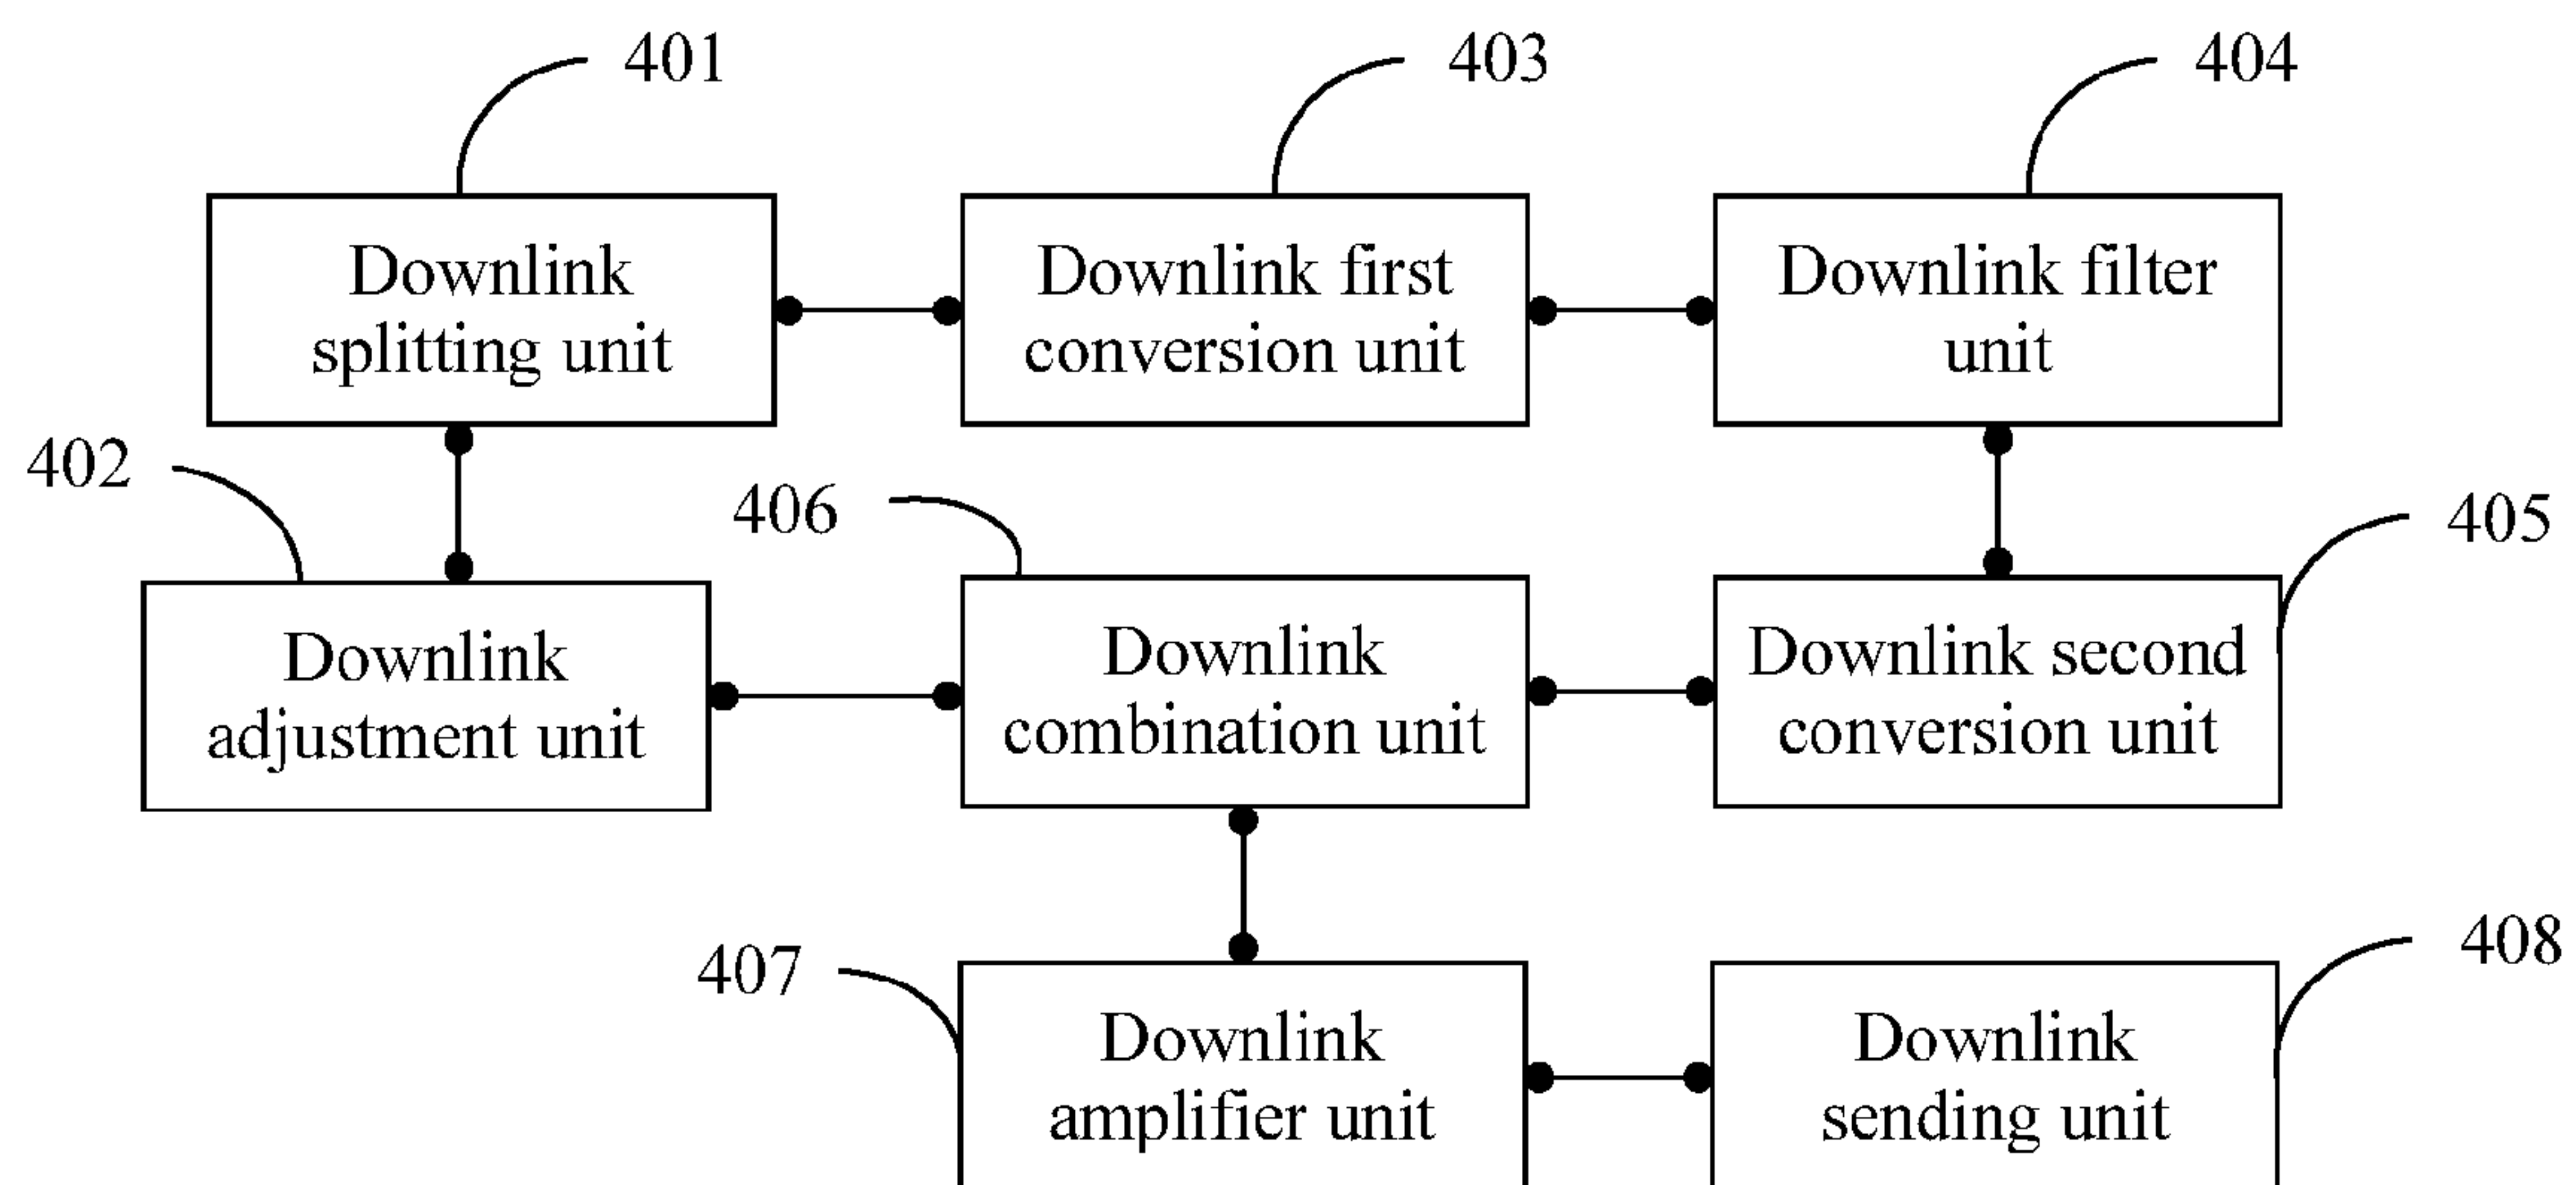 401
403
404
Downlink
splitting unit
Downlink first
conversion unit
Downlink filter
unit
402
406
405
Downlink
adjustment unit
Downlink
combination unit
Downlink second
conversion unit
407
408
Downlink
amplifier unit
Downlink
sending unit